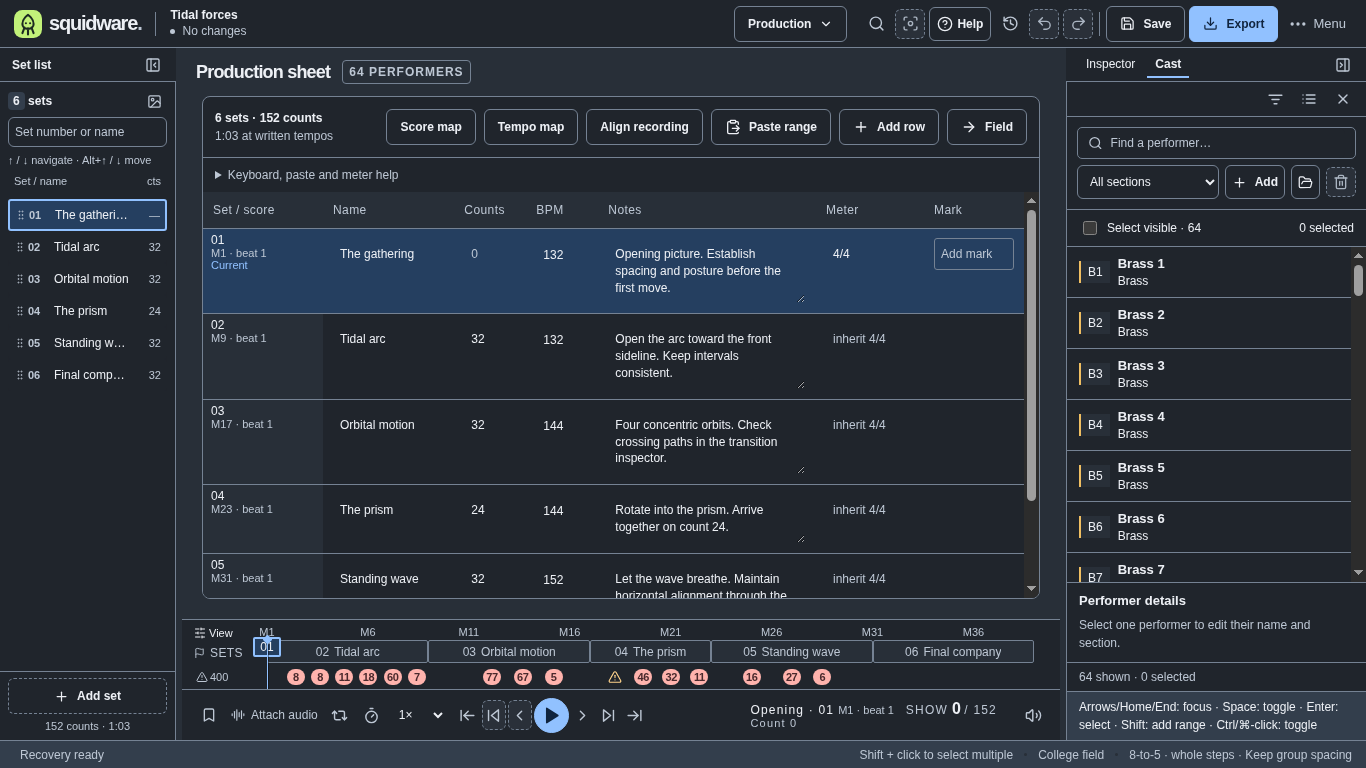 squidware.
Tidal forces
No changes
Production
Help
Save
Export
Menu
Set list
6 sets
Set number or name
↑ / ↓ navigate · Alt+↑ / ↓ move
Set / name cts
01 The gatheri… —
02 Tidal arc 32
03 Orbital motion 32
04 The prism 24
05 Standing w… 32
06 Final comp… 32
Add set
152 counts · 1:03
Production sheet 64 PERFORMERS
6 sets · 152 counts
1:03 at written tempos
Score map
Tempo map
Align recording
Paste range
Add row
Field
Keyboard, paste and meter help
Set / score Name Counts BPM Notes Meter Mark
01
M1 · beat 1
Current
The gathering 0 132
Opening picture. Establish
spacing and posture before the
first move.
4/4 Add mark
02
M9 · beat 1
Tidal arc 32 132
Open the arc toward the front
sideline. Keep intervals
consistent.
inherit 4/4
03
M17 · beat 1
Orbital motion 32 144
Four concentric orbits. Check
crossing paths in the transition
inspector.
inherit 4/4
04
M23 · beat 1
The prism 24 144
Rotate into the prism. Arrive
together on count 24.
inherit 4/4
05
M31 · beat 1
Standing wave 32 152
Let the wave breathe. Maintain
horizontal alignment through the
inherit 4/4
View M1 M6 M11 M16 M21 M26 M31 M36
SETS 01 02 Tidal arc 03 Orbital motion 04 The prism 05 Standing wave 06 Final company
400 8 8 11 18 60 7 77 67 5 46 32 11 16 27 6
Attach audio
1×
Opening · 01 M1 · beat 1
Count 0
SHOW 0 / 152
Inspector Cast
Find a performer…
All sections
Add
Select visible · 64 0 selected
B1 Brass 1
Brass
B2 Brass 2
Brass
B3 Brass 3
Brass
B4 Brass 4
Brass
B5 Brass 5
Brass
B6 Brass 6
Brass
B7 Brass 7
Performer details
Select one performer to edit their name and
section.
64 shown · 0 selected
Arrows/Home/End: focus · Space: toggle · Enter:
select · Shift: add range · Ctrl/⌘-click: toggle
Recovery ready
Shift + click to select multiple · College field · 8-to-5 · whole steps · Keep group spacing